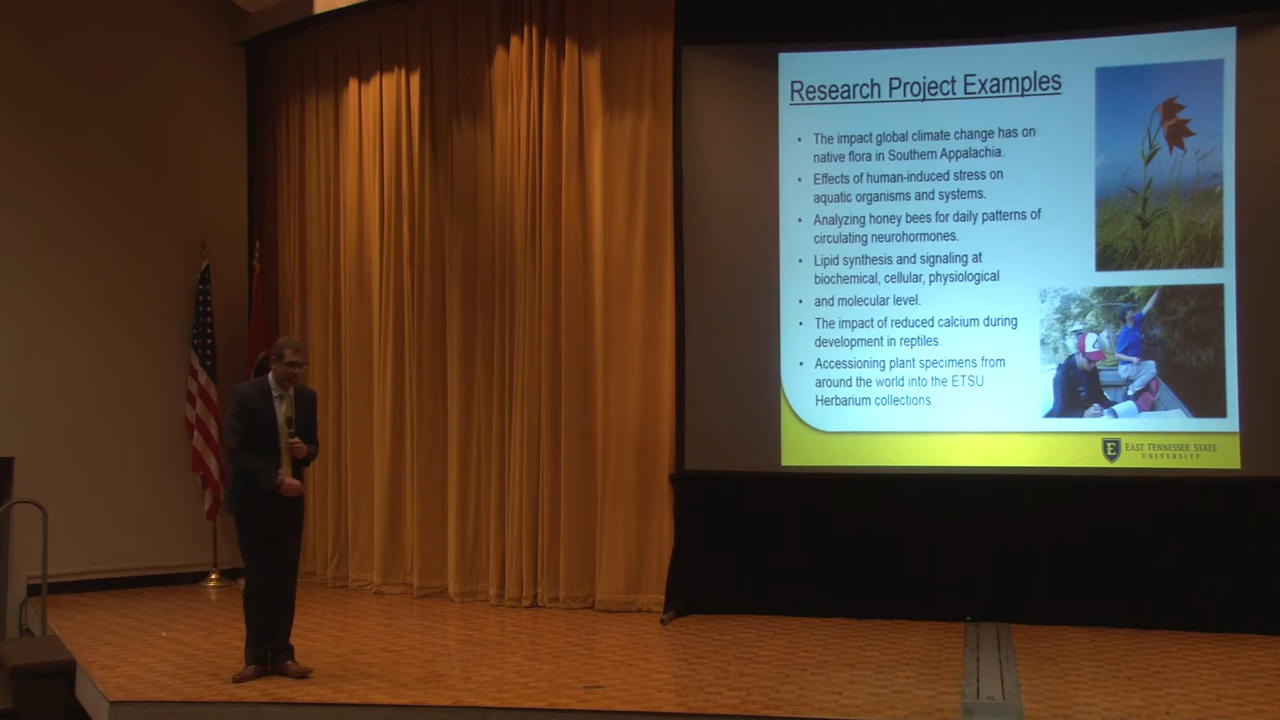 Research Project Examples
• The impact global climate change has on
native flora in Southern Appalachia.
• Effects of human-induced stress on
aquatic organisms and systems.
• Analyzing honey bees for daily patterns of
circulating neurohormones.
• Lipid synthesis and signaling at
biochemical, cellular, physiological
• and molecular level.
• The impact of reduced calcium during
development in reptiles.
• Accessioning plant specimens from
around the world into the ETSU
Herbarium collections.
E
EAST TENNESSEE STATE
UNIVERSITY